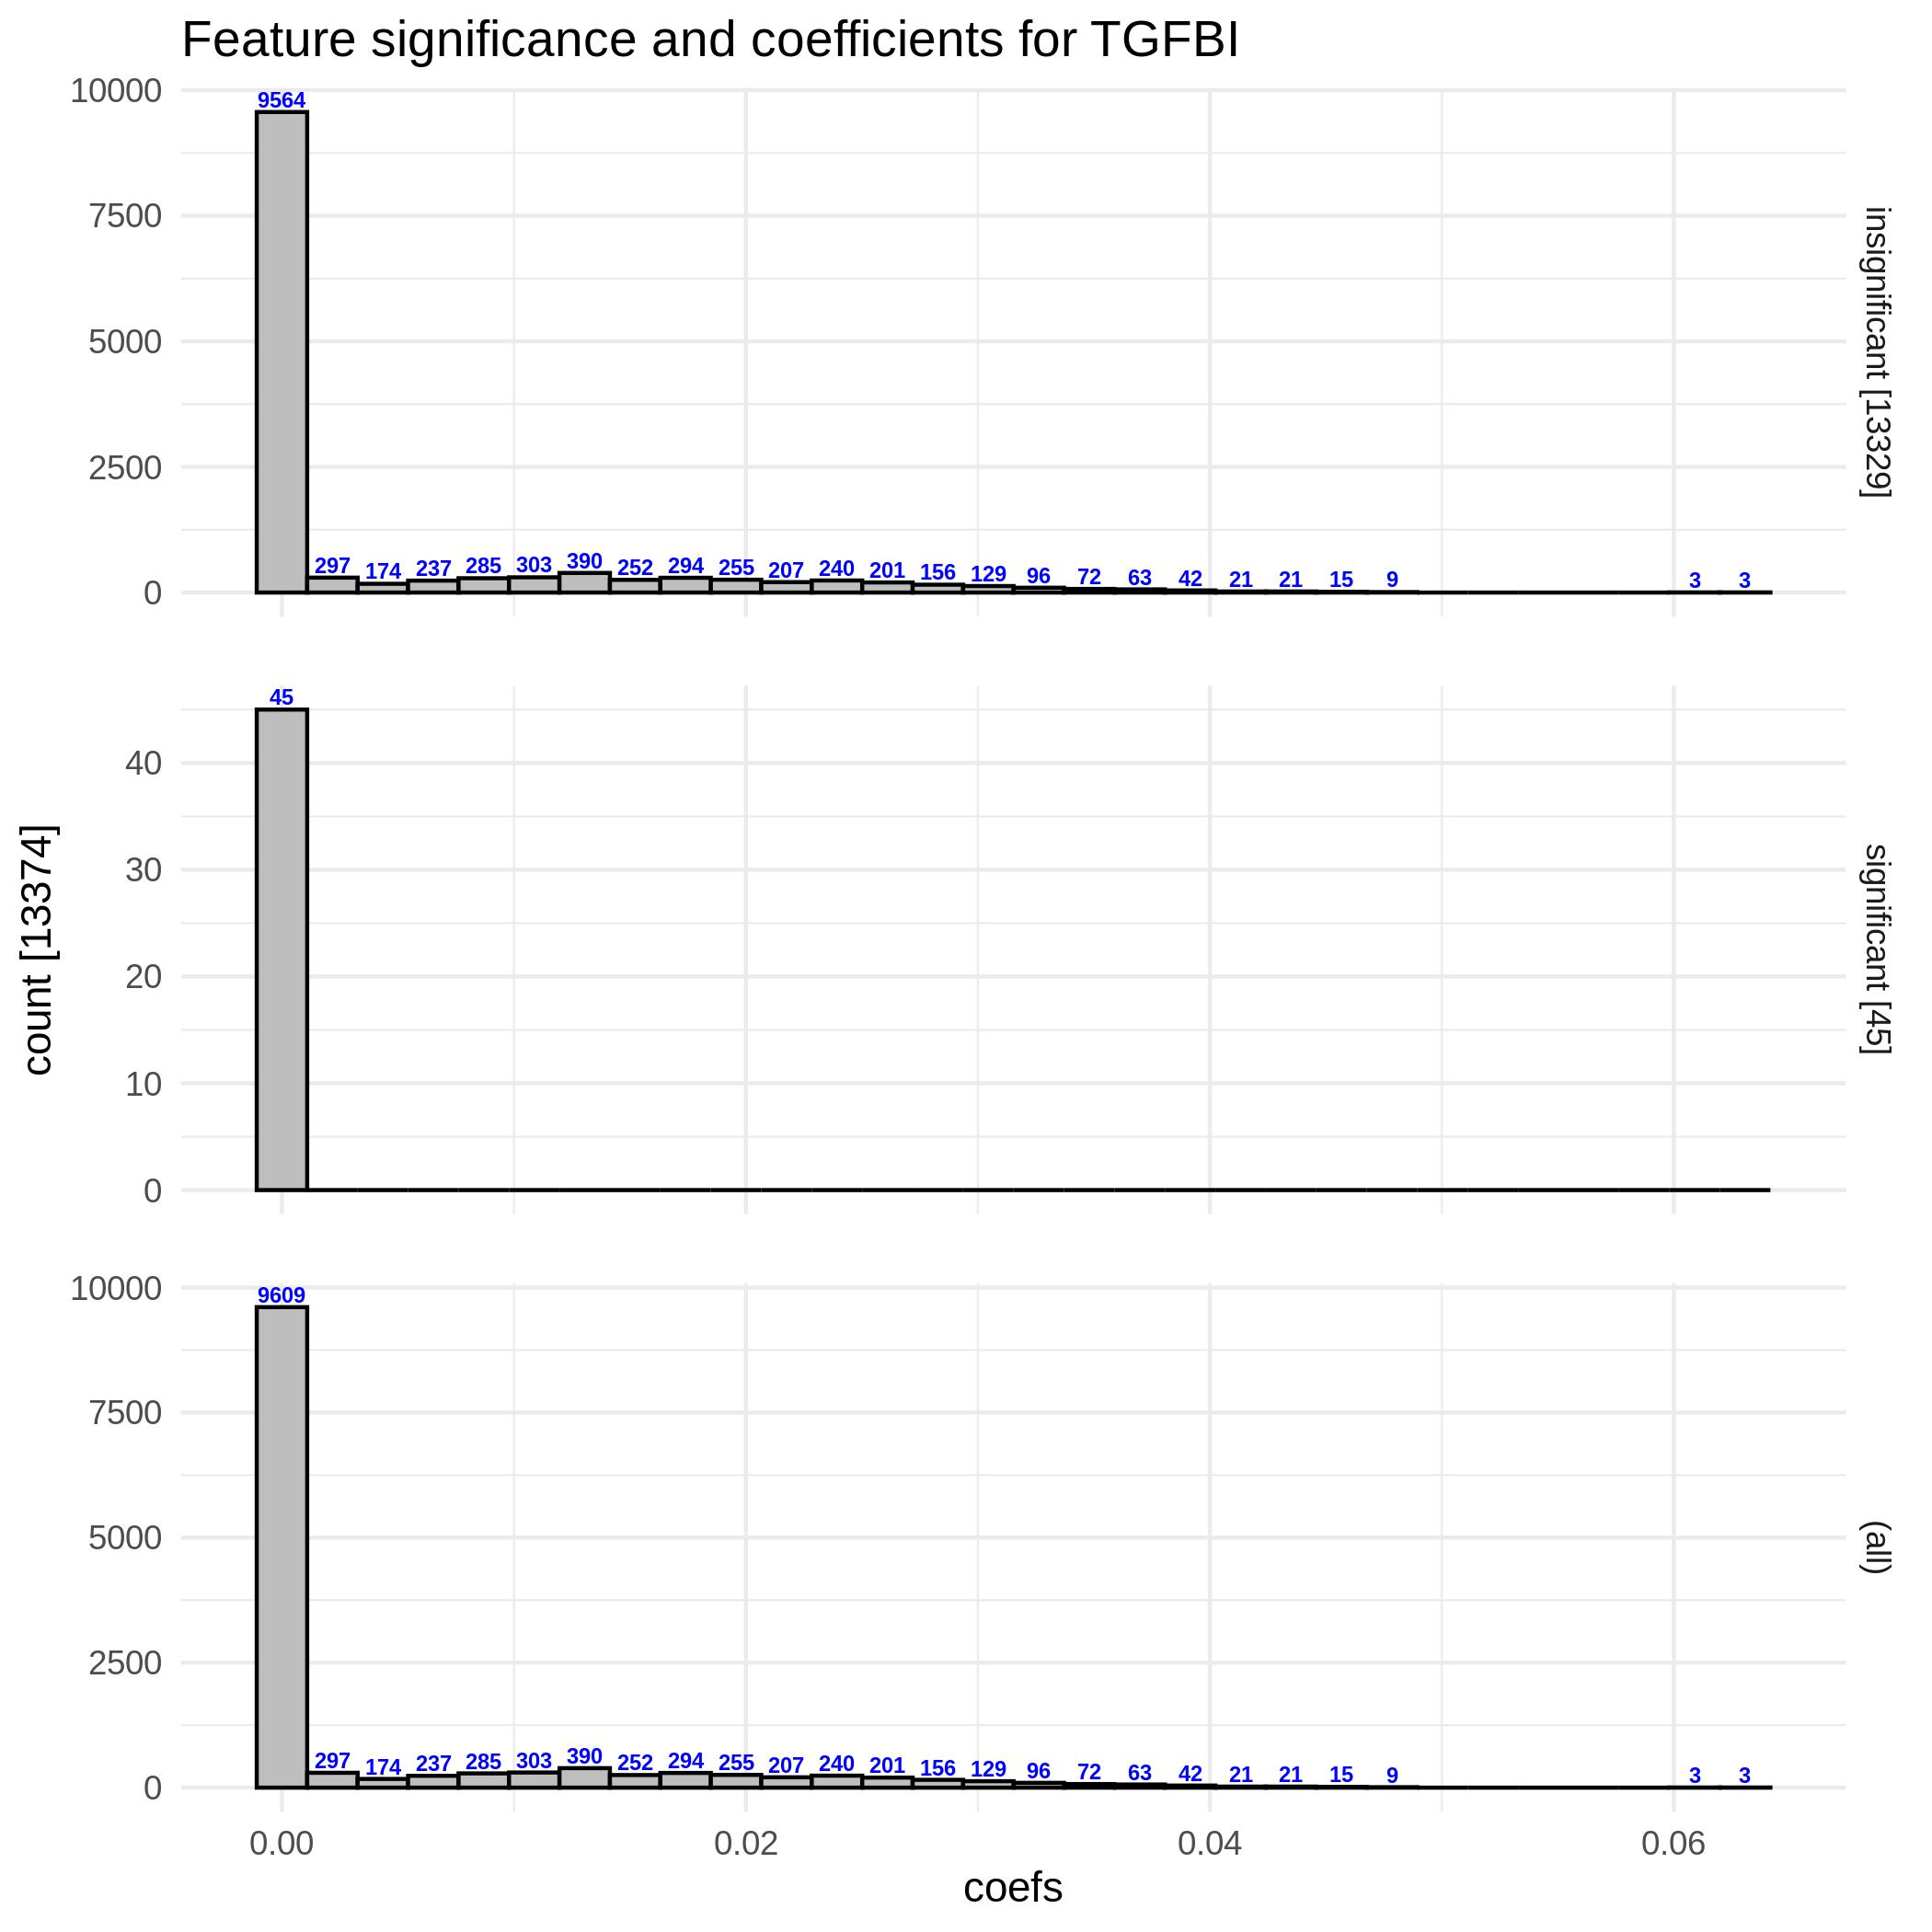 Feature significance and coefficients for TGFBI
10000
7500
5000
2500
0
9564
297 174 237 285 303 390 252 294 255 207 240 201 156 129 96 72 63 42 21 21 15 9 3 3
insignificant [13329]
count [13374]
40
30
20
10
0
45
significant [45]
10000
7500
5000
2500
0
9609
297 174 237 285 303 390 252 294 255 207 240 201 156 129 96 72 63 42 21 21 15 9 3 3
(all)
0.00 0.02 0.04 0.06
coefs